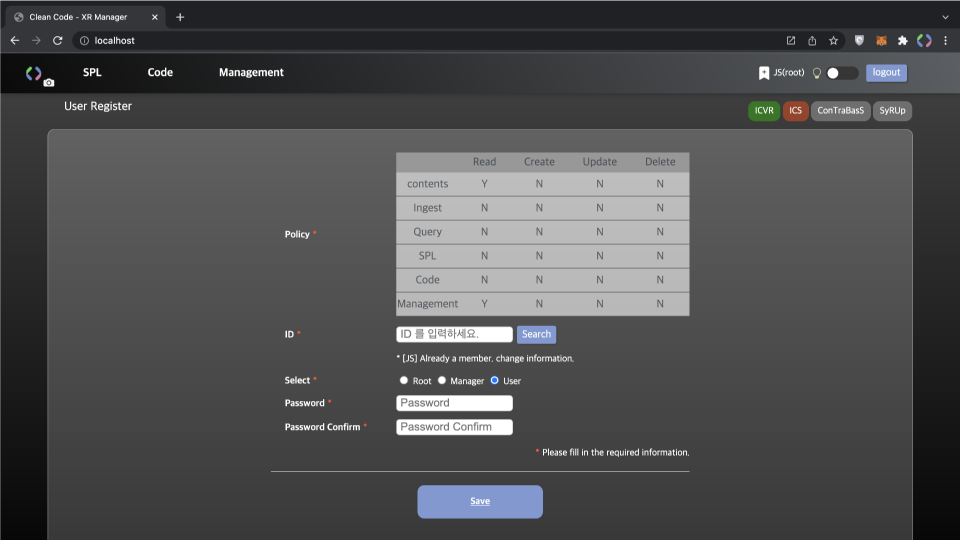 Clean Code - XR Manager
localhost
SPL Code Management JS(root) logout
User Register ICVR ICS ConTraBasS SyRUp
Read Create Update Delete
contents Y N N N
Ingest N N N N
Query N N N N
SPL N N N N
Code N N N N
Management Y N N N
Policy *
ID * ID 를 입력하세요. Search
* [JS] Already a member. change information.
Select * Root Manager User
Password * Password
Password Confirm * Password Confirm
* Please fill in the required information.
Save